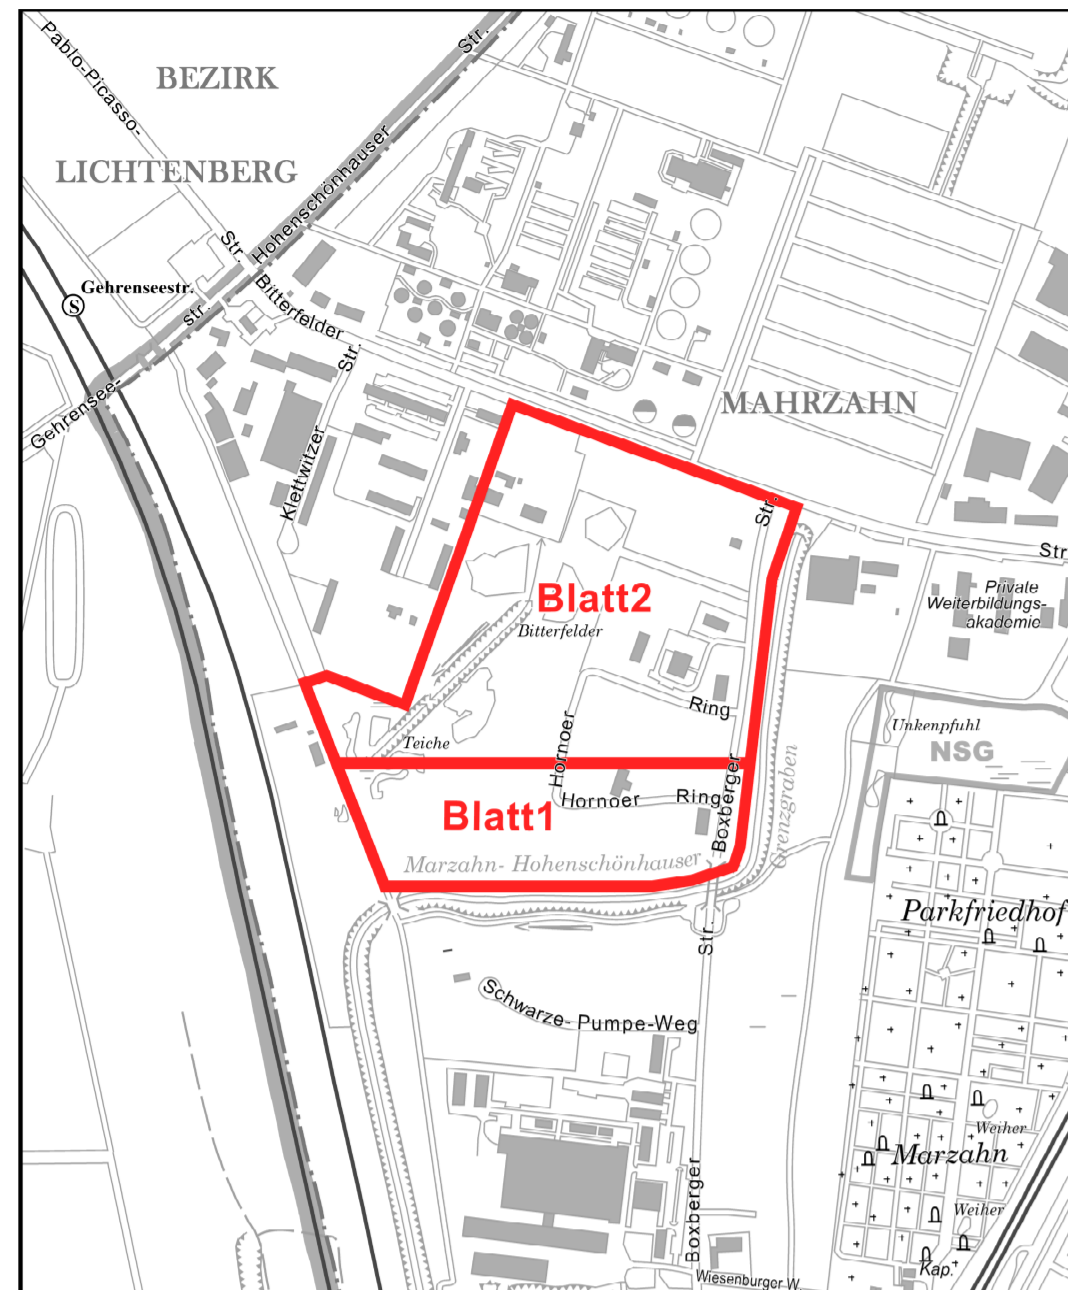 Pablo-Picasso-
Str.
BEZIRK
LICHTENBERG
Hohenschönhauser
Str.
Gehrenseestr.
S
Gehrensee-
str.
Bitterfelder
Str.
Klettwitzer
MAHRZAHN
Str.
Str
Private
Weiterbildungs-
akademie
Blatt2
Bitterfelder
Teiche
Ring
Hornoer
Unkenpfuhl
NSG
Blatt1
Hornoer
Ring
Boxberger
Grenzgraben
Marzahn- Hohenschönhauser
Str.
Parkfriedhof
Schwarze- Pumpe-Weg
Weiher
Marzahn
Weiher
Boxberger
Kap.
Wiesenburger W.